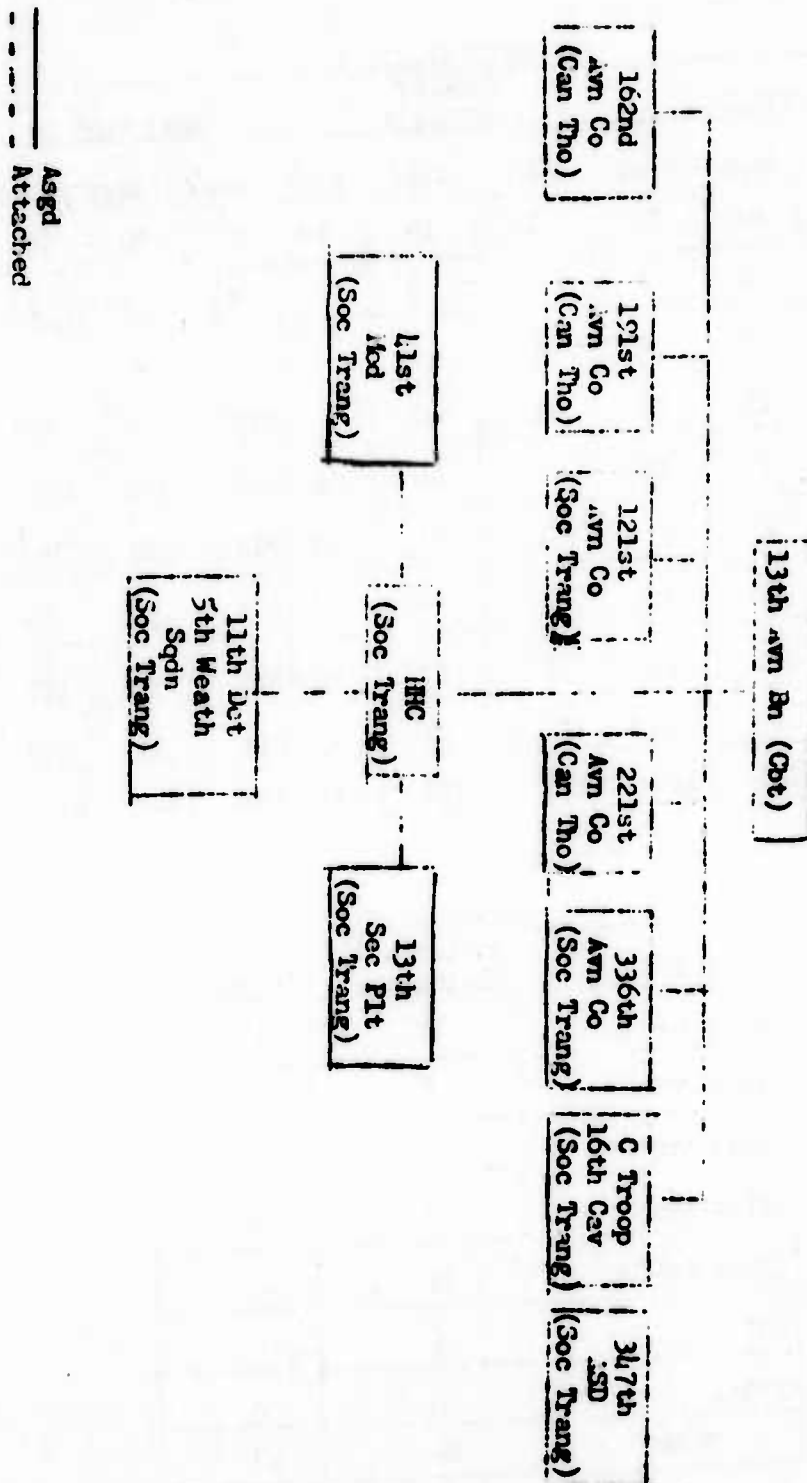 13th Avn Bn (Cbt)
162nd
Avn Co
(Can Tho)
191st
Avn Co
(Can Tho)
121st
Avn Co
(Soc Trang)
221st
Avn Co
(Can Tho)
336th
Avn Co
(Soc Trang)
C Troop
16th Cav
(Soc Trang)
347th
(Soc Trang)
41st
Med
(Soc Trang)
HHC
(Soc Trang)
13th
Sec Plt
(Soc Trang)
11th Det
5th Weath
Sqdn
(Soc Trang)
Asgd
Attached